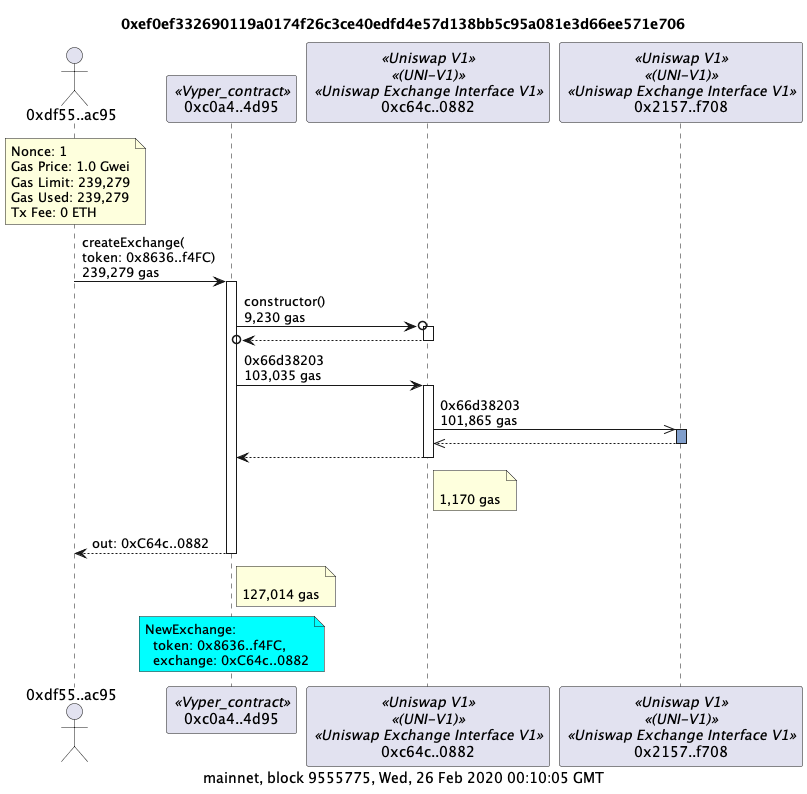 0xef0ef332690119a0174f26c3ce40edfd4e57d138bb5c95a081e3d66ee571e706
0xdf55..ac95
«Vyper_contract»
0xc0a4..4d95
«Uniswap V1»
«(UNI-V1)»
«Uniswap Exchange Interface V1»
0xc64c..0882
«Uniswap V1»
«(UNI-V1)»
«Uniswap Exchange Interface V1»
0x2157..f708
Nonce: 1
Gas Price: 1.0 Gwei
Gas Limit: 239,279
Gas Used: 239,279
Tx Fee: 0 ETH
createExchange(
token: 0x8636..f4FC)
239,279 gas
constructor()
9,230 gas
0x66d38203
103,035 gas
0x66d38203
101,865 gas
1,170 gas
out: 0xC64c..0882
127,014 gas
NewExchange:
token: 0x8636..f4FC,
exchange: 0xC64c..0882
0xdf55..ac95
«Vyper_contract»
0xc0a4..4d95
«Uniswap V1»
«(UNI-V1)»
«Uniswap Exchange Interface V1»
0xc64c..0882
«Uniswap V1»
«(UNI-V1)»
«Uniswap Exchange Interface V1»
0x2157..f708
mainnet, block 9555775, Wed, 26 Feb 2020 00:10:05 GMT